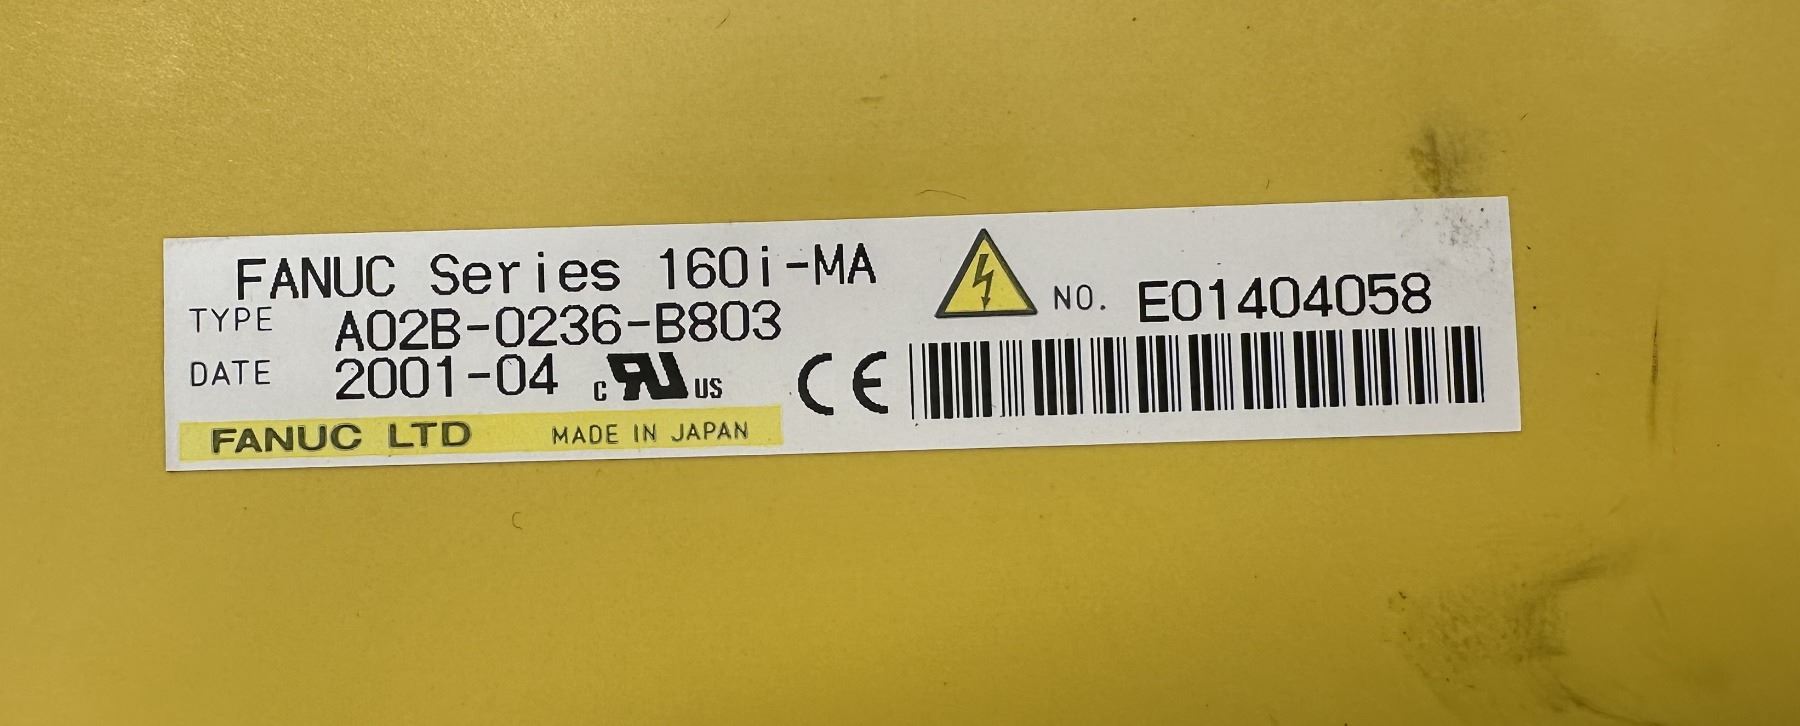 FANUC Series 160i-MA
TYPE A02B-0236-B803
DATE 2001-04 c RU US CE
FANUC LTD MADE IN JAPAN
NO. E01404058